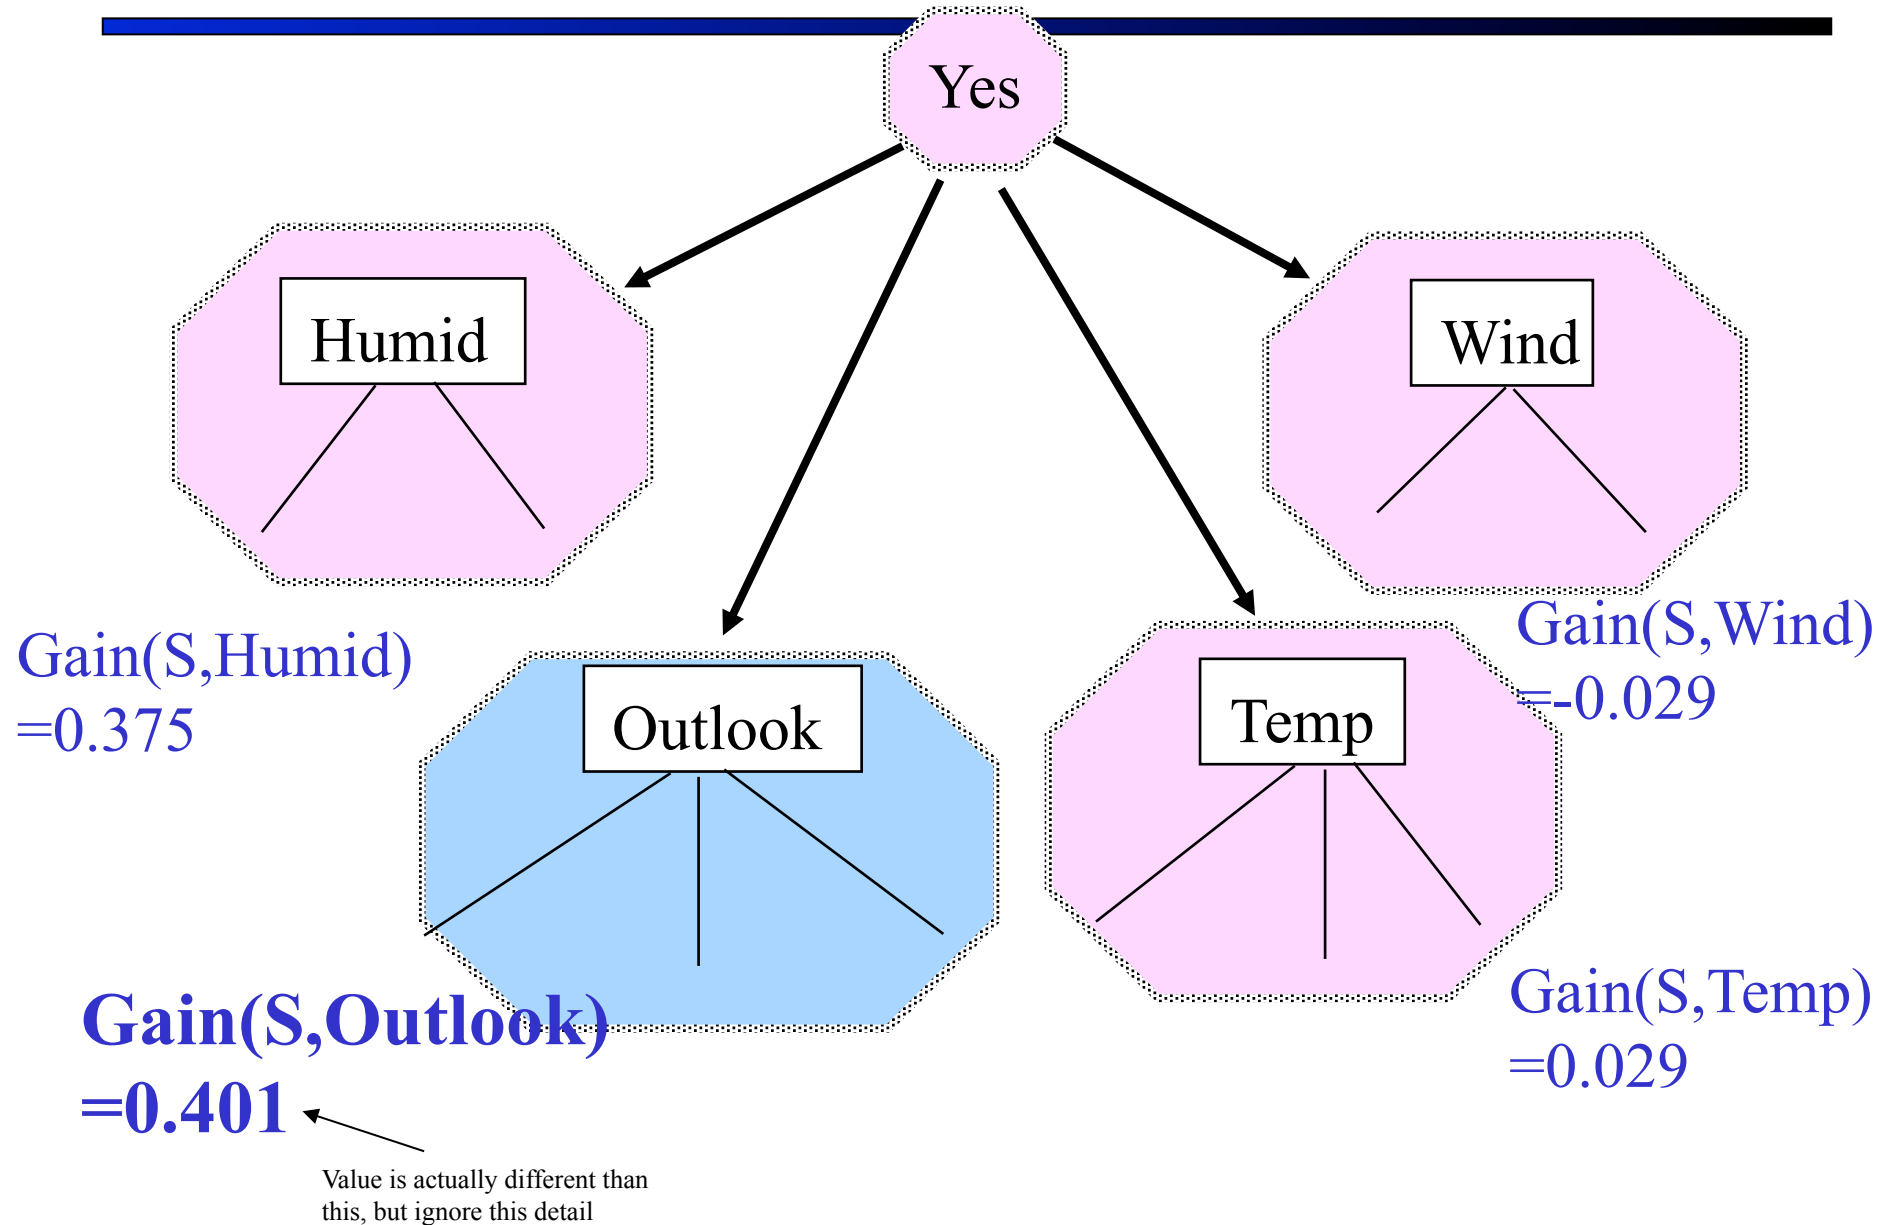 Yes
Humid
Wind
Gain(S,Humid)
=0.375
Outlook
Temp
Gain(S,Wind)
=-0.029
Gain(S,Outlook)
=0.401
Gain(S,Temp)
=0.029
Value is actually different than
this, but ignore this detail